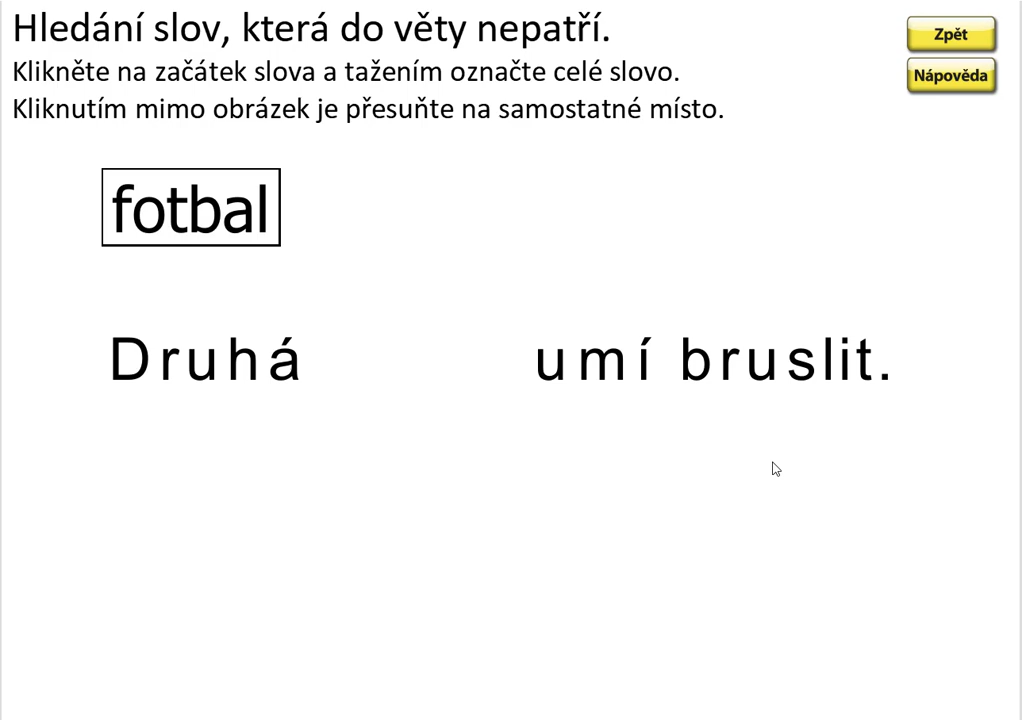 Hledání slov, která do věty nepatří.
Klikněte na začátek slova a tažením označte celé slovo.
Kliknutím mimo obrázek je přesuňte na samostatné místo.
Zpět
Nápověda
fotbal
Druhá umí bruslit.